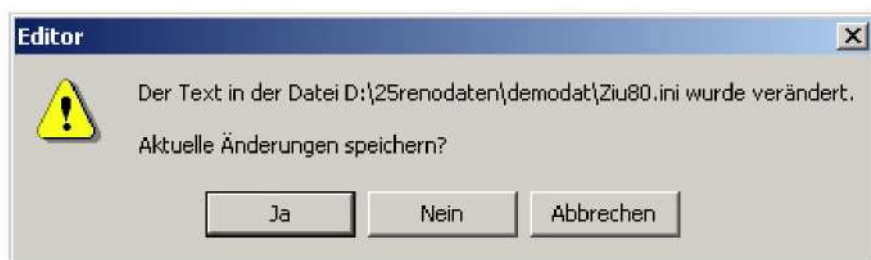 Editor
Der Text in der Datei D:\25renodaten\demodat\Ziu80.ini wurde verändert.
Aktuelle Änderungen speichern?
Ja Nein Abbrechen